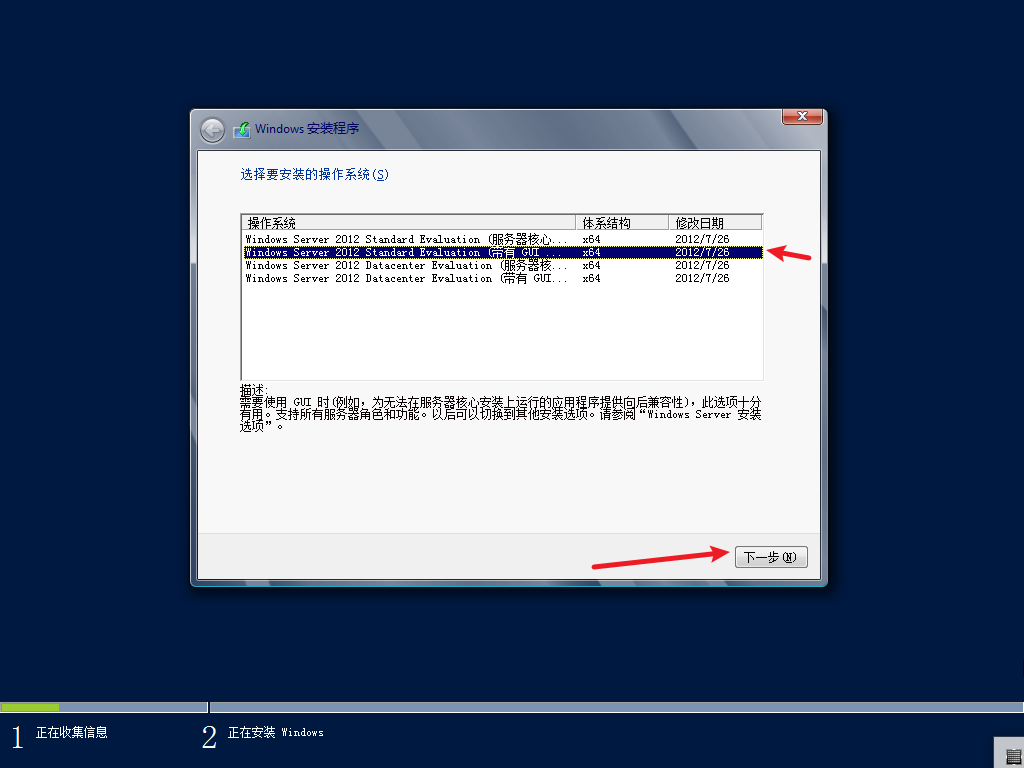 Windows 安装程序
选择要安装的操作系统(S)
操作系统 体系结构 修改日期
Windows Server 2012 Standard Evaluation (服务器核心... x64 2012/7/26
Windows Server 2012 Standard Evaluation (带有 GUI ... x64 2012/7/26
Windows Server 2012 Datacenter Evaluation (服务器核... x64 2012/7/26
Windows Server 2012 Datacenter Evaluation (带有 GUI... x64 2012/7/26
描述:
需要使用 GUI 时(例如，为无法在服务器核心安装上运行的应用程序提供向后兼容性)，此选项十分
有用。支持所有服务器角色和功能。以后可以切换到其他安装选项。请参阅“Windows Server 安装
选项”。
下一步(N)
1 正在收集信息 2 正在安装 Windows